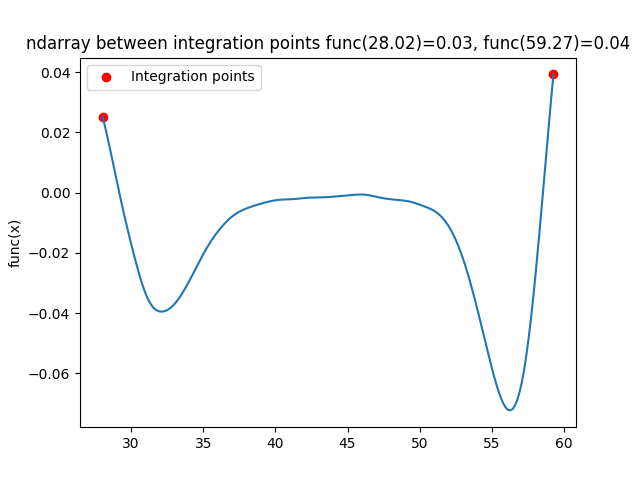 ndarray between integration points func(28.02)=0.03, func(59.27)=0.04
Integration points
func(x)
0.04
0.02
0.00
−0.02
−0.04
−0.06
30 35 40 45 50 55 60